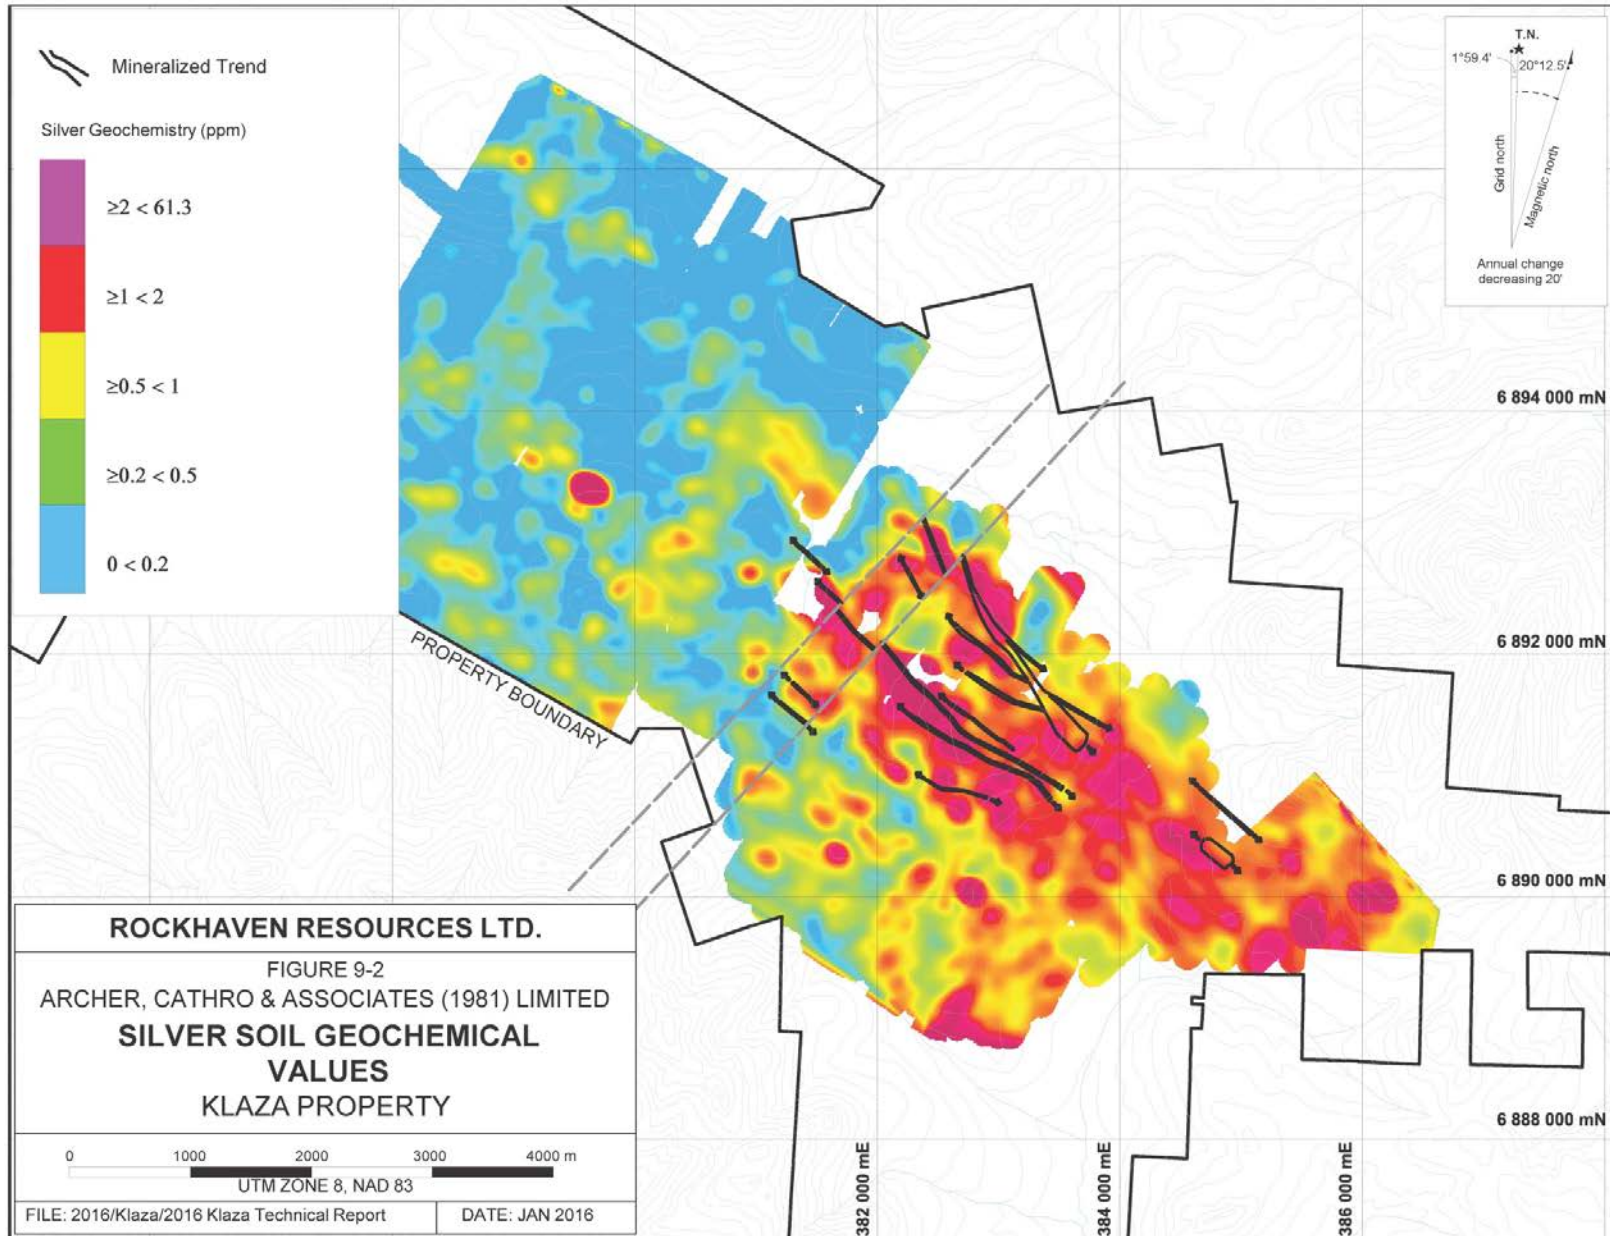 Mineralized Trend
Silver Geochemistry (ppm)
≥2 < 61.3
≥1 < 2
≥0.5 < 1
≥0.2 < 0.5
0 < 0.2
T.N.
1°59.4'
20°12.5'
Grid north
Magnetic north
Annual change
decreasing 20'
6 894 000 mN
6 892 000 mN
6 890 000 mN
6 888 000 mN
PROPERTY BOUNDARY
382 000 mE
384 000 mE
386 000 mE
ROCKHAVEN RESOURCES LTD.
FIGURE 9-2
ARCHER, CATHRO & ASSOCIATES (1981) LIMITED
SILVER SOIL GEOCHEMICAL
VALUES
KLAZA PROPERTY
0 1000 2000 3000 4000 m
UTM ZONE 8, NAD 83
FILE: 2016/Klaza/2016 Klaza Technical Report
DATE: JAN 2016